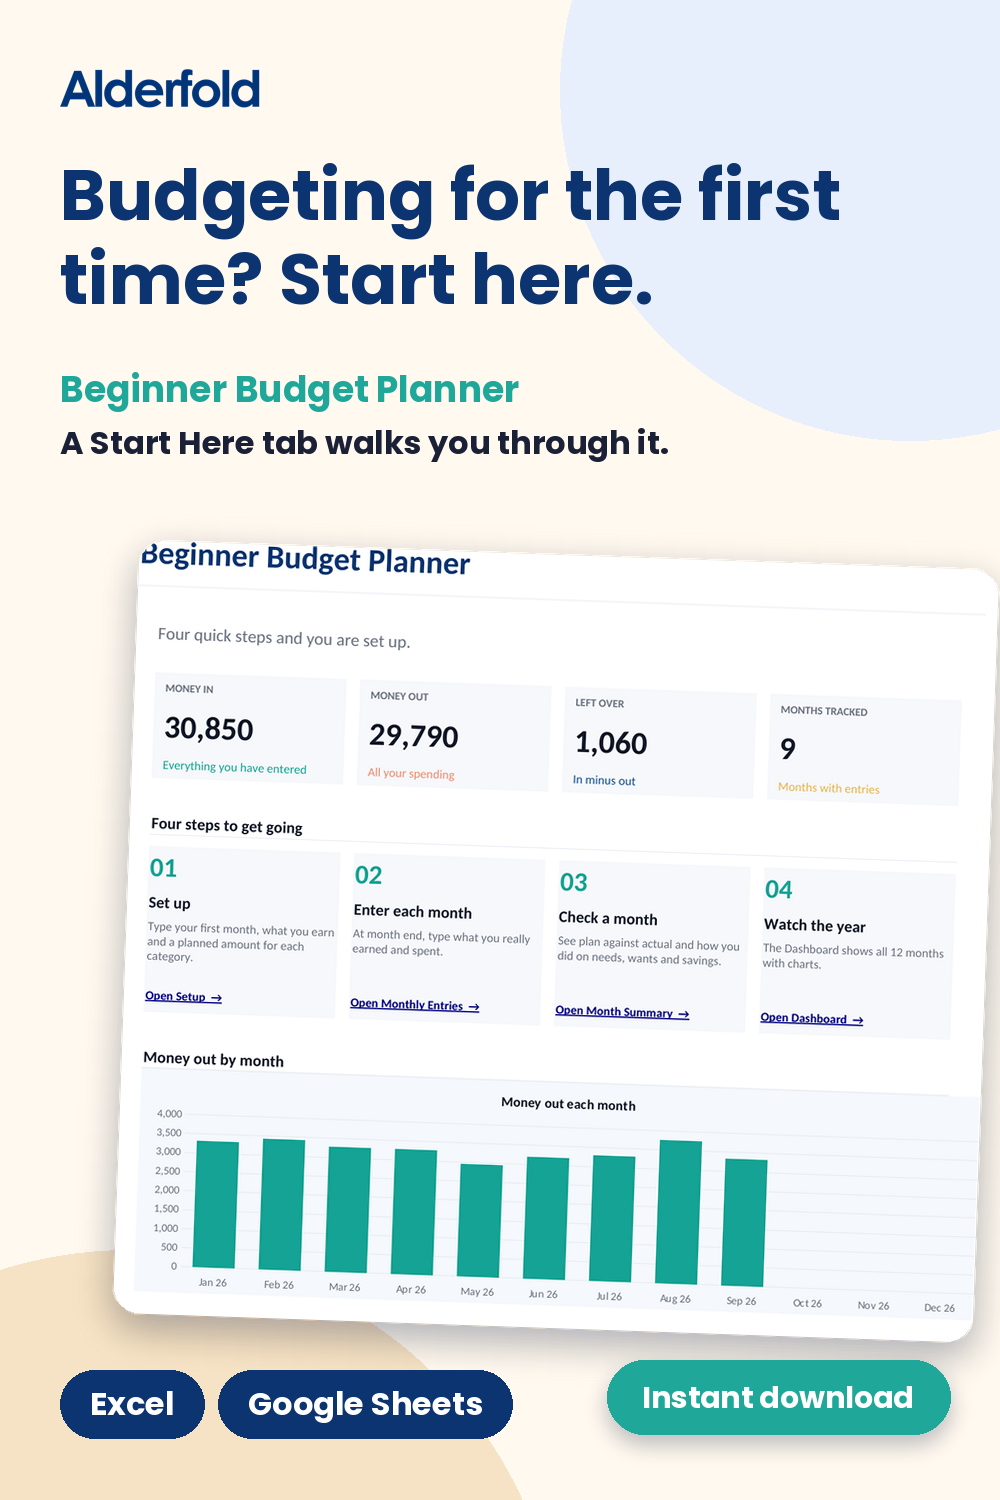 Alderfold
Budgeting for the first
time? Start here.
Beginner Budget Planner
A Start Here tab walks you through it.
Beginner Budget Planner
Four quick steps and you are set up.
MONEY IN
30,850
Everything you have entered
MONEY OUT
29,790
All your spending
LEFT OVER
1,060
In minus out
MONTHS TRACKED
9
Months with entries
Four steps to get going
01
Set up
Type your first month, what you earn
and a planned amount for each
category.
Open Setup →
02
Enter each month
At month end, type what you really
earned and spent.
Open Monthly Entries →
03
Check a month
See plan against actual and how you
did on needs, wants and savings.
Open Month Summary →
04
Watch the year
The Dashboard shows all 12 months
with charts.
Open Dashboard →
Money out by month
Money out each month
4,000
3,500
3,000
2,500
2,000
1,500
1,000
500
0
Jan 26
Feb 26
Mar 26
Apr 26
May 26
Jun 26
Jul 26
Aug 26
Sep 26
Oct 26
Nov 26
Dec 26
Excel
Google Sheets
Instant download